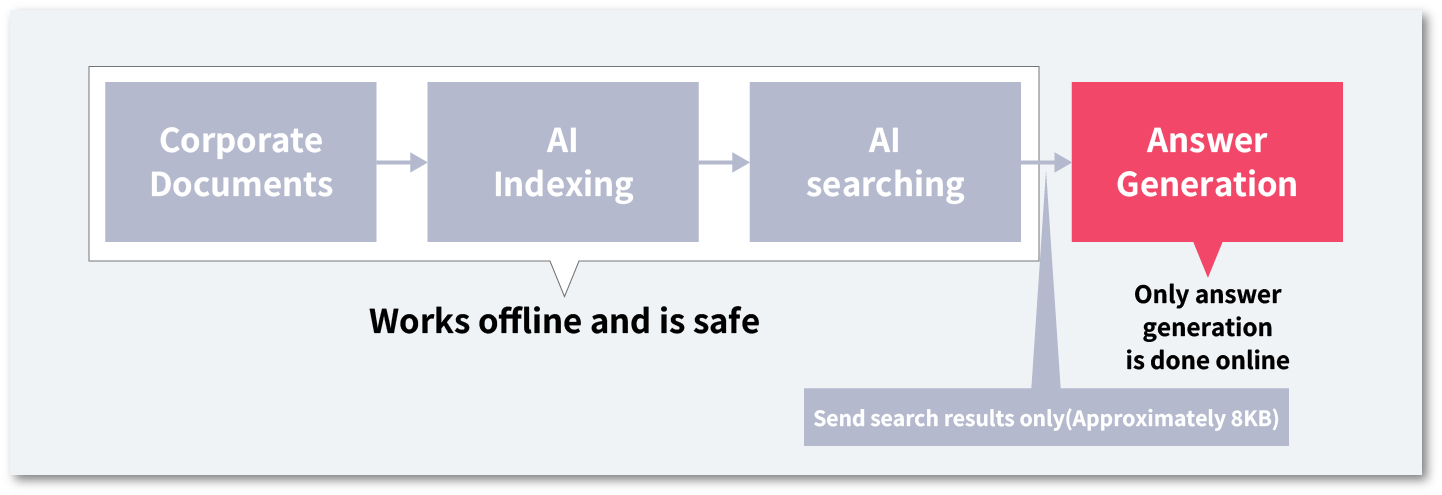 Corporate
Documents
AI
Indexing
AI
searching
Answer
Generation
Works offline and is safe
Only answer
generation
is done online
Send search results only(Approximately 8KB)